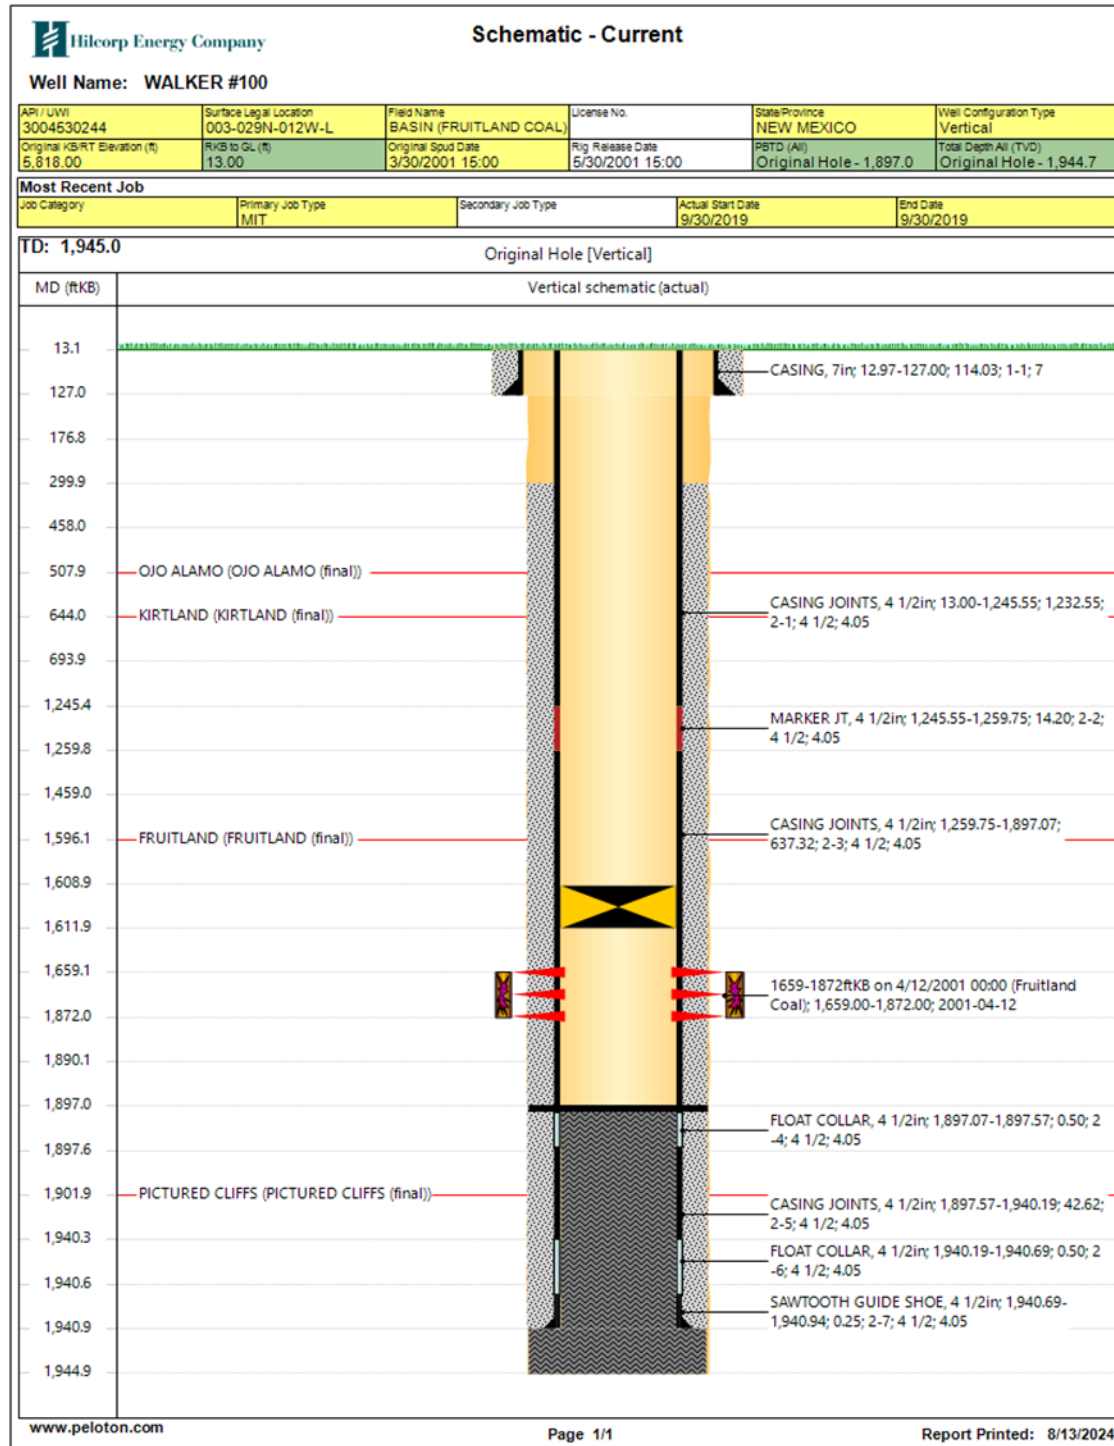 Hilcorp Energy Company
Schematic - Current
Well Name: WALKER #100
API / UWI
3004530244
Surface Legal Location
003-029N-012W-L
Field Name
BASIN (FRUITLAND COAL)
License No.
State/Province
NEW MEXICO
Well Configuration Type
Vertical
Original KB/RT Elevation (ft)
5,818.00
RKB to GL (ft)
13.00
Original Spud Date
3/30/2001 15:00
Rig Release Date
5/30/2001 15:00
PBTD (All)
Original Hole - 1,897.0
Total Depth All (TVD)
Original Hole - 1,944.7
Most Recent Job
Job Category
Primary Job Type
MIT
Secondary Job Type
Actual Start Date
9/30/2019
End Date
9/30/2019
TD: 1,945.0
Original Hole [Vertical]
MD (ftKB)
Vertical schematic (actual)
13.1
CASING, 7in; 12.97-127.00; 114.03; 1-1; 7
127.0
176.8
299.9
458.0
507.9
OJO ALAMO (OJO ALAMO (final))
CASING JOINTS, 4 1/2in; 13.00-1,245.55; 1,232.55;
2-1; 4 1/2; 4.05
644.0
KIRTLAND (KIRTLAND (final))
693.9
1,245.4
MARKER JT, 4 1/2in; 1,245.55-1,259.75; 14.20; 2-2;
4 1/2; 4.05
1,259.8
1,459.0
CASING JOINTS, 4 1/2in; 1,259.75-1,897.07;
637.32; 2-3; 4 1/2; 4.05
1,596.1
FRUITLAND (FRUITLAND (final))
1,608.9
1,611.9
1,659.1
1659-1872ftKB on 4/12/2001 00:00 (Fruitland
Coal); 1,659.00-1,872.00; 2001-04-12
1,872.0
1,890.1
1,897.0
FLOAT COLLAR, 4 1/2in; 1,897.07-1,897.57; 0.50; 2
-4; 4 1/2; 4.05
1,897.6
1,901.9
PICTURED CLIFFS (PICTURED CLIFFS (final))
CASING JOINTS, 4 1/2in; 1,897.57-1,940.19; 42.62;
2-5; 4 1/2; 4.05
1,940.3
FLOAT COLLAR, 4 1/2in; 1,940.19-1,940.69; 0.50; 2
-6; 4 1/2; 4.05
1,940.6
SAWTOOTH GUIDE SHOE, 4 1/2in; 1,940.69-
1,940.94; 0.25; 2-7; 4 1/2; 4.05
1,940.9
1,944.9
www.peloton.com
Page 1/1
Report Printed: 8/13/2024